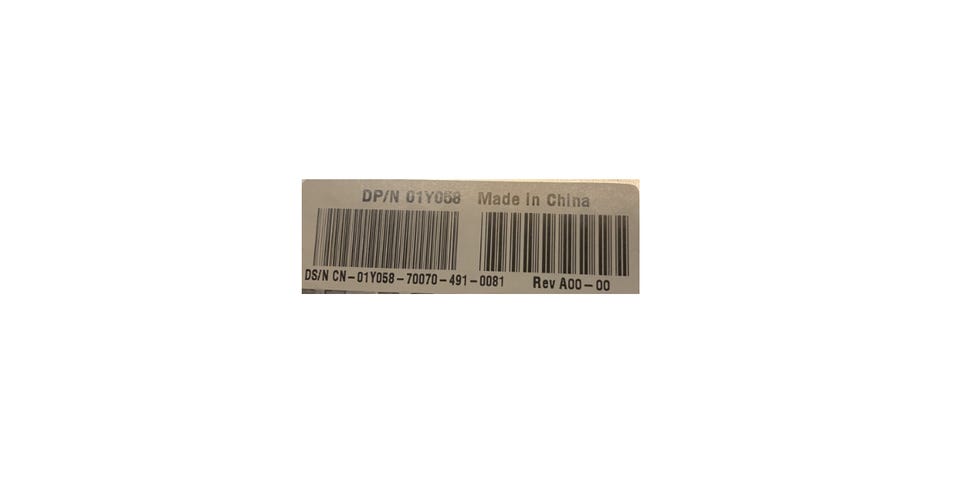 DP/N 01Y058 Made in China
DS/N CN-01Y058-70070-491-0081 Rev A00-00